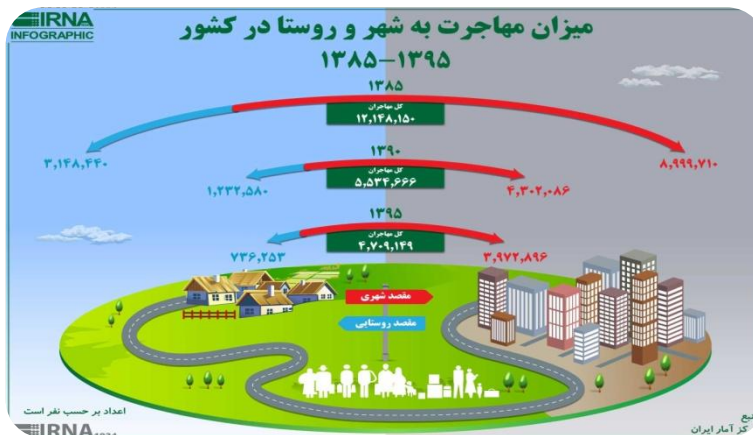 IRNA
INFOGRAPHIC
میزان مهاجرت به شهر و روستا در کشور
۱۳۸۵-۱۳۹۵
۱۳۸۵
کل مهاجران
۱۲,۱۴۸,۱۵۰
۸,۹۹۹,۷۱۰
۳,۱۴۸,۴۴۰
۱۳۹۰
کل مهاجران
۵,۵۳۴,۶۶۶
۴,۳۰۲,۰۸۶
۱,۲۳۲,۵۸۰
۱۳۹۵
کل مهاجران
۴,۷۰۹,۱۴۹
۳,۹۷۲,۸۹۶
۷۳۶,۲۵۳
مقصد شهری
مقصد روستایی
اعداد بر حسب نفر است
آمار ایران
IRNA